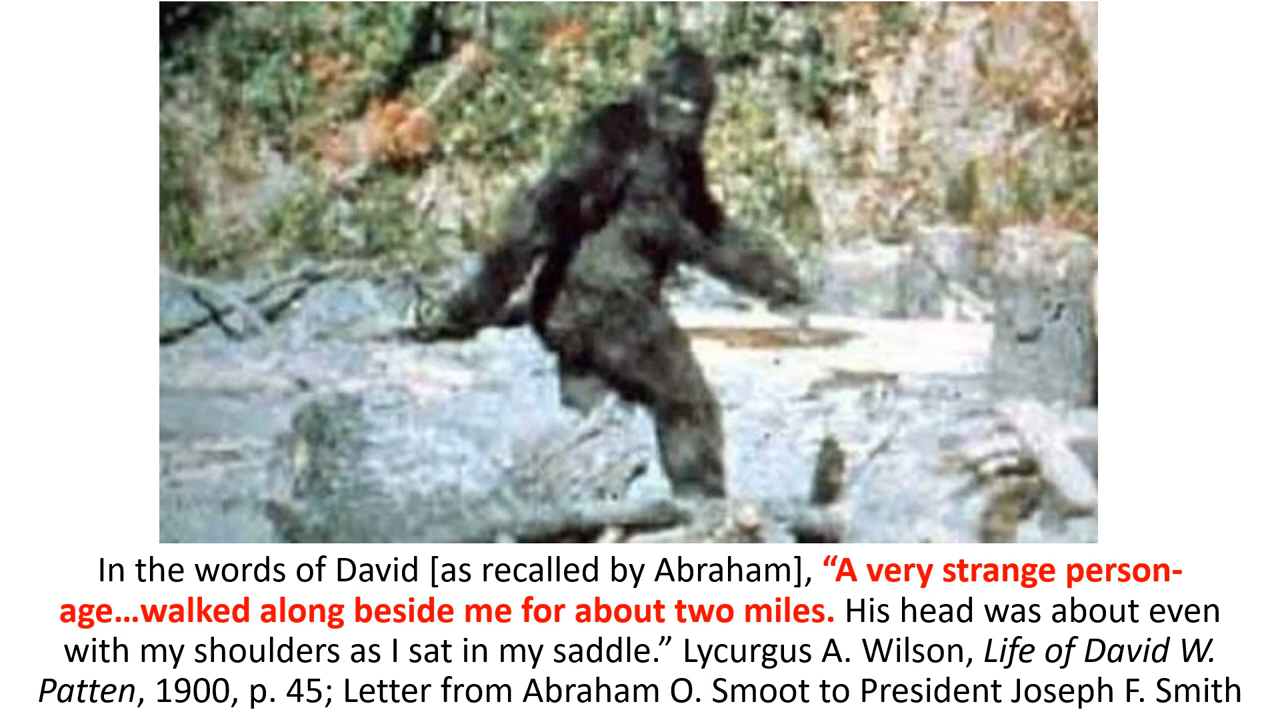 In the words of David [as recalled by Abraham], “A very strange person-
age…walked along beside me for about two miles. His head was about even
with my shoulders as I sat in my saddle.” Lycurgus A. Wilson, Life of David W.
Patten, 1900, p. 45; Letter from Abraham O. Smoot to President Joseph F. Smith